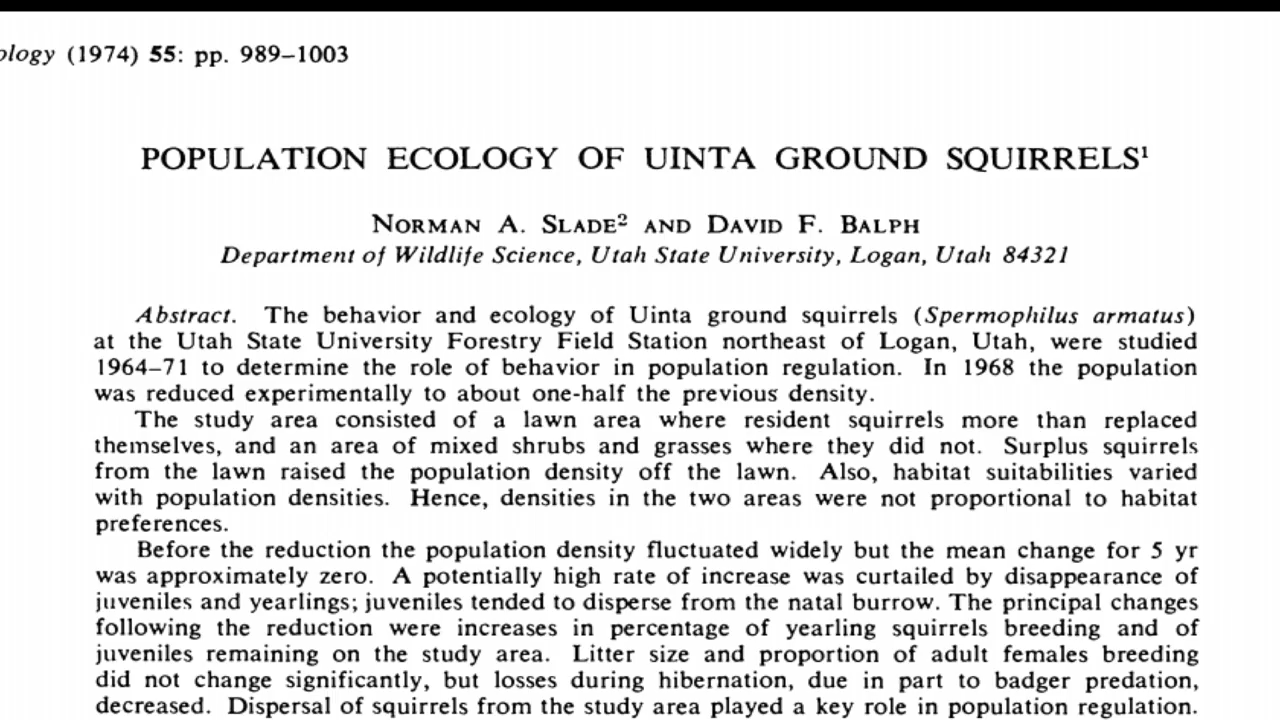 ology (1974) 55: pp. 989–1003
POPULATION ECOLOGY OF UINTA GROUND SQUIRRELS¹
NORMAN A. SLADE² AND DAVID F. BALPH
Department of Wildlife Science, Utah State University, Logan, Utah 84321
Abstract. The behavior and ecology of Uinta ground squirrels (Spermophilus armatus)
at the Utah State University Forestry Field Station northeast of Logan, Utah, were studied
1964–71 to determine the role of behavior in population regulation. In 1968 the population
was reduced experimentally to about one-half the previous density.
The study area consisted of a lawn area where resident squirrels more than replaced
themselves, and an area of mixed shrubs and grasses where they did not. Surplus squirrels
from the lawn raised the population density off the lawn. Also, habitat suitabilities varied
with population densities. Hence, densities in the two areas were not proportional to habitat
preferences.
Before the reduction the population density fluctuated widely but the mean change for 5 yr
was approximately zero. A potentially high rate of increase was curtailed by disappearance of
juveniles and yearlings; juveniles tended to disperse from the natal burrow. The principal changes
following the reduction were increases in percentage of yearling squirrels breeding and of
juveniles remaining on the study area. Litter size and proportion of adult females breeding
did not change significantly, but losses during hibernation, due in part to badger predation,
decreased. Dispersal of squirrels from the study area played a key role in population regulation.